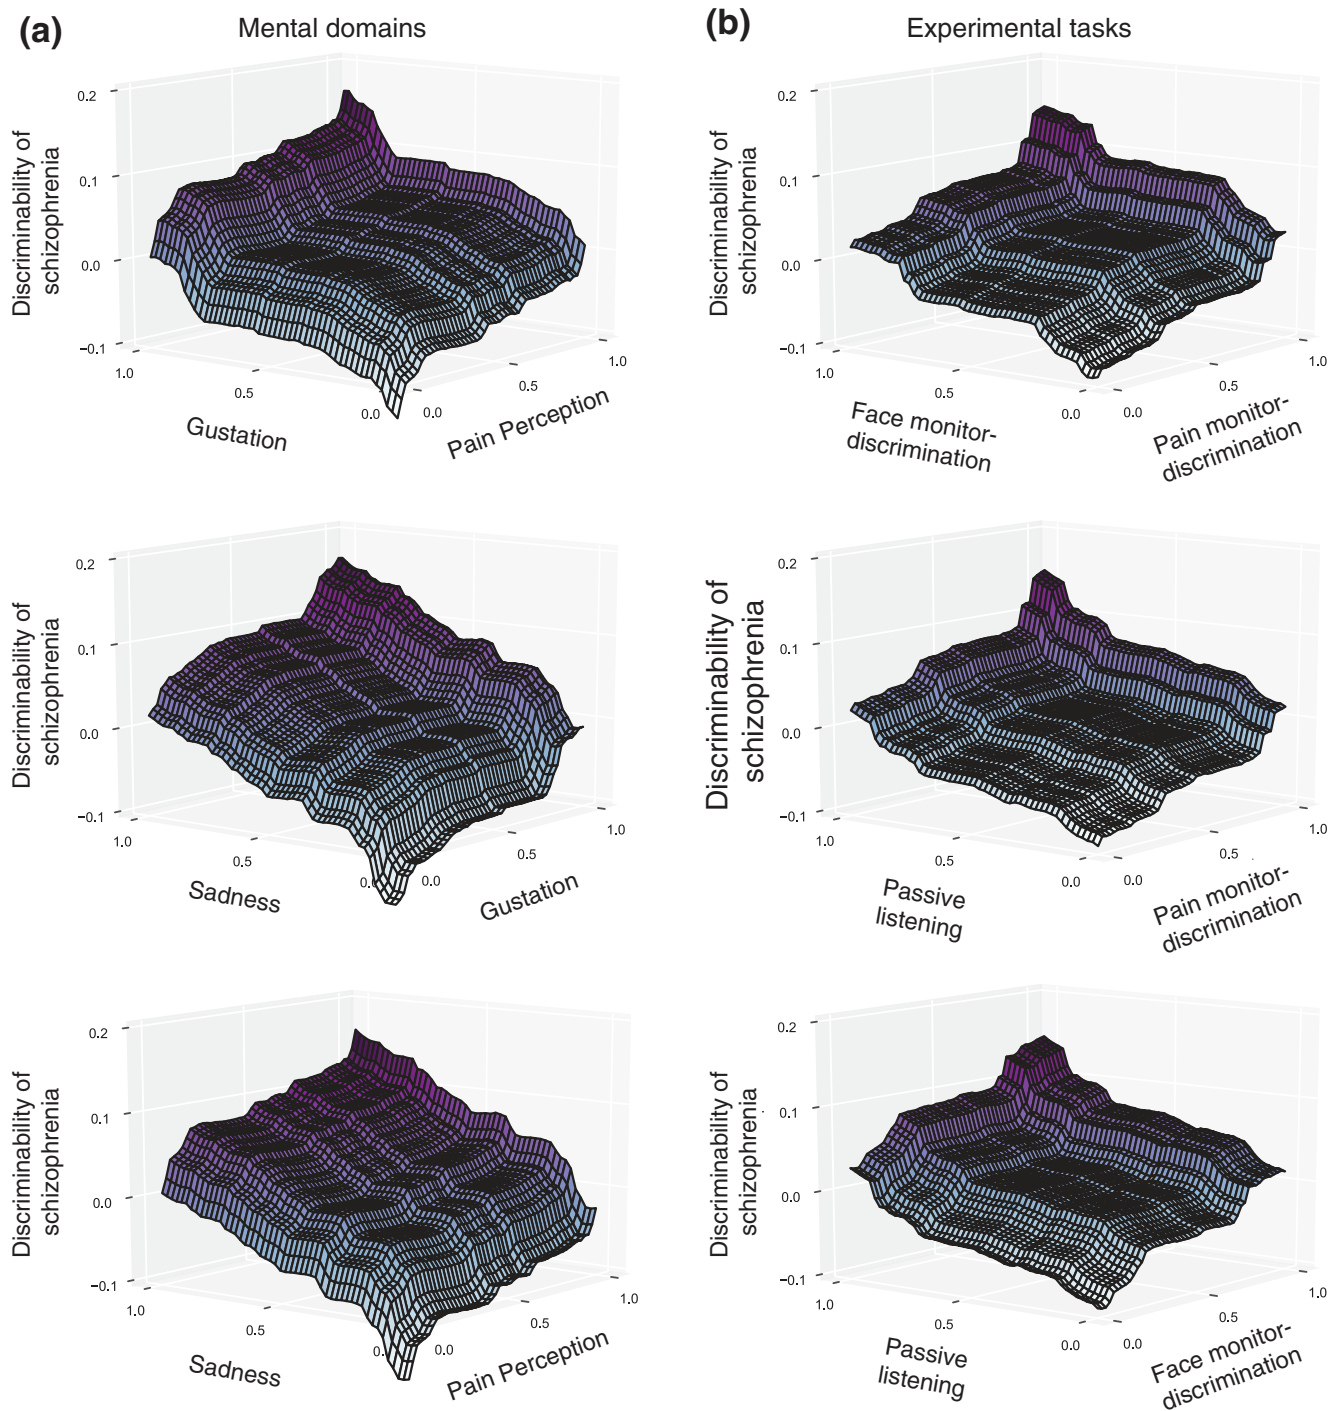 (a)
Mental domains
Discriminability of
schizophrenia
0.2
0.1
0.0
−0.1
1.0
0.5
0.0
Gustation
0.0
0.5
1.0
Pain Perception
Discriminability of
schizophrenia
0.2
0.1
0.0
−0.1
1.0
0.5
0.0
Sadness
0.0
0.5
1.0
Gustation
Discriminability of
schizophrenia
0.2
0.1
0.0
−0.1
1.0
0.5
0.0
Sadness
0.0
0.5
1.0
Pain Perception
(b)
Experimental tasks
Discriminability of
schizophrenia
0.2
0.1
0.0
−0.1
1.0
0.5
0.0
Face monitor-
discrimination
0.0
0.5
1.0
Pain monitor-
discrimination
Discriminability of
schizophrenia
0.2
0.1
0.0
−0.1
1.0
0.5
0.0
Passive
listening
0.0
0.5
1.0
Pain monitor-
discrimination
Discriminability of
schizophrenia
0.2
0.1
0.0
−0.1
1.0
0.5
0.0
Passive
listening
0.0
0.5
1.0
Face monitor-
discrimination